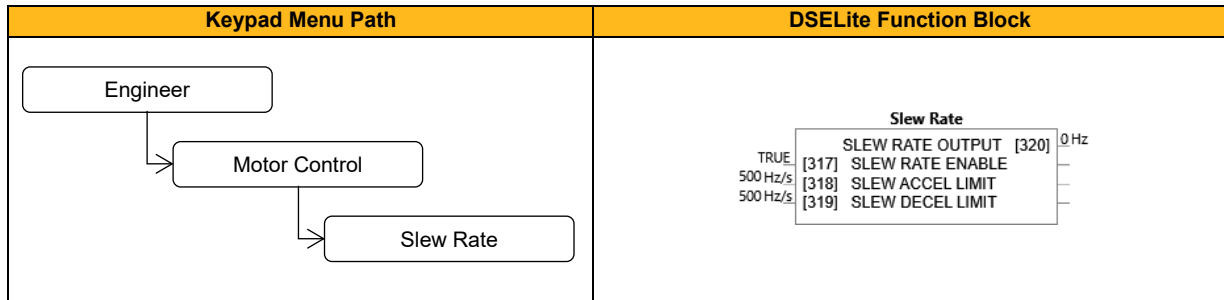 Keypad Menu Path
DSELite Function Block
Engineer
Motor Control
Slew Rate
Slew Rate
SLEW RATE OUTPUT [320] 0 Hz
TRUE [317] SLEW RATE ENABLE
500 Hz/s [318] SLEW ACCEL LIMIT
500 Hz/s [319] SLEW DECEL LIMIT